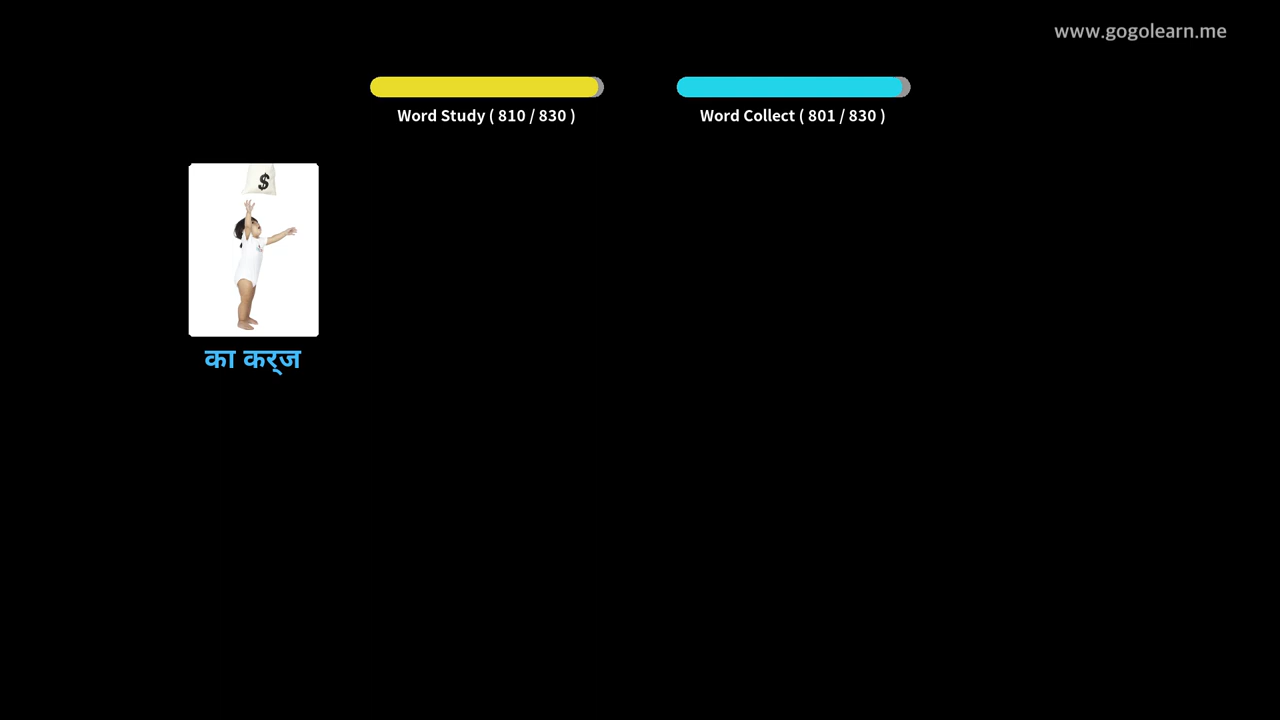 www.gogolearn.me
Word Study ( 810 / 830 )
Word Collect ( 801 / 830 )
$
का कर्‌ज